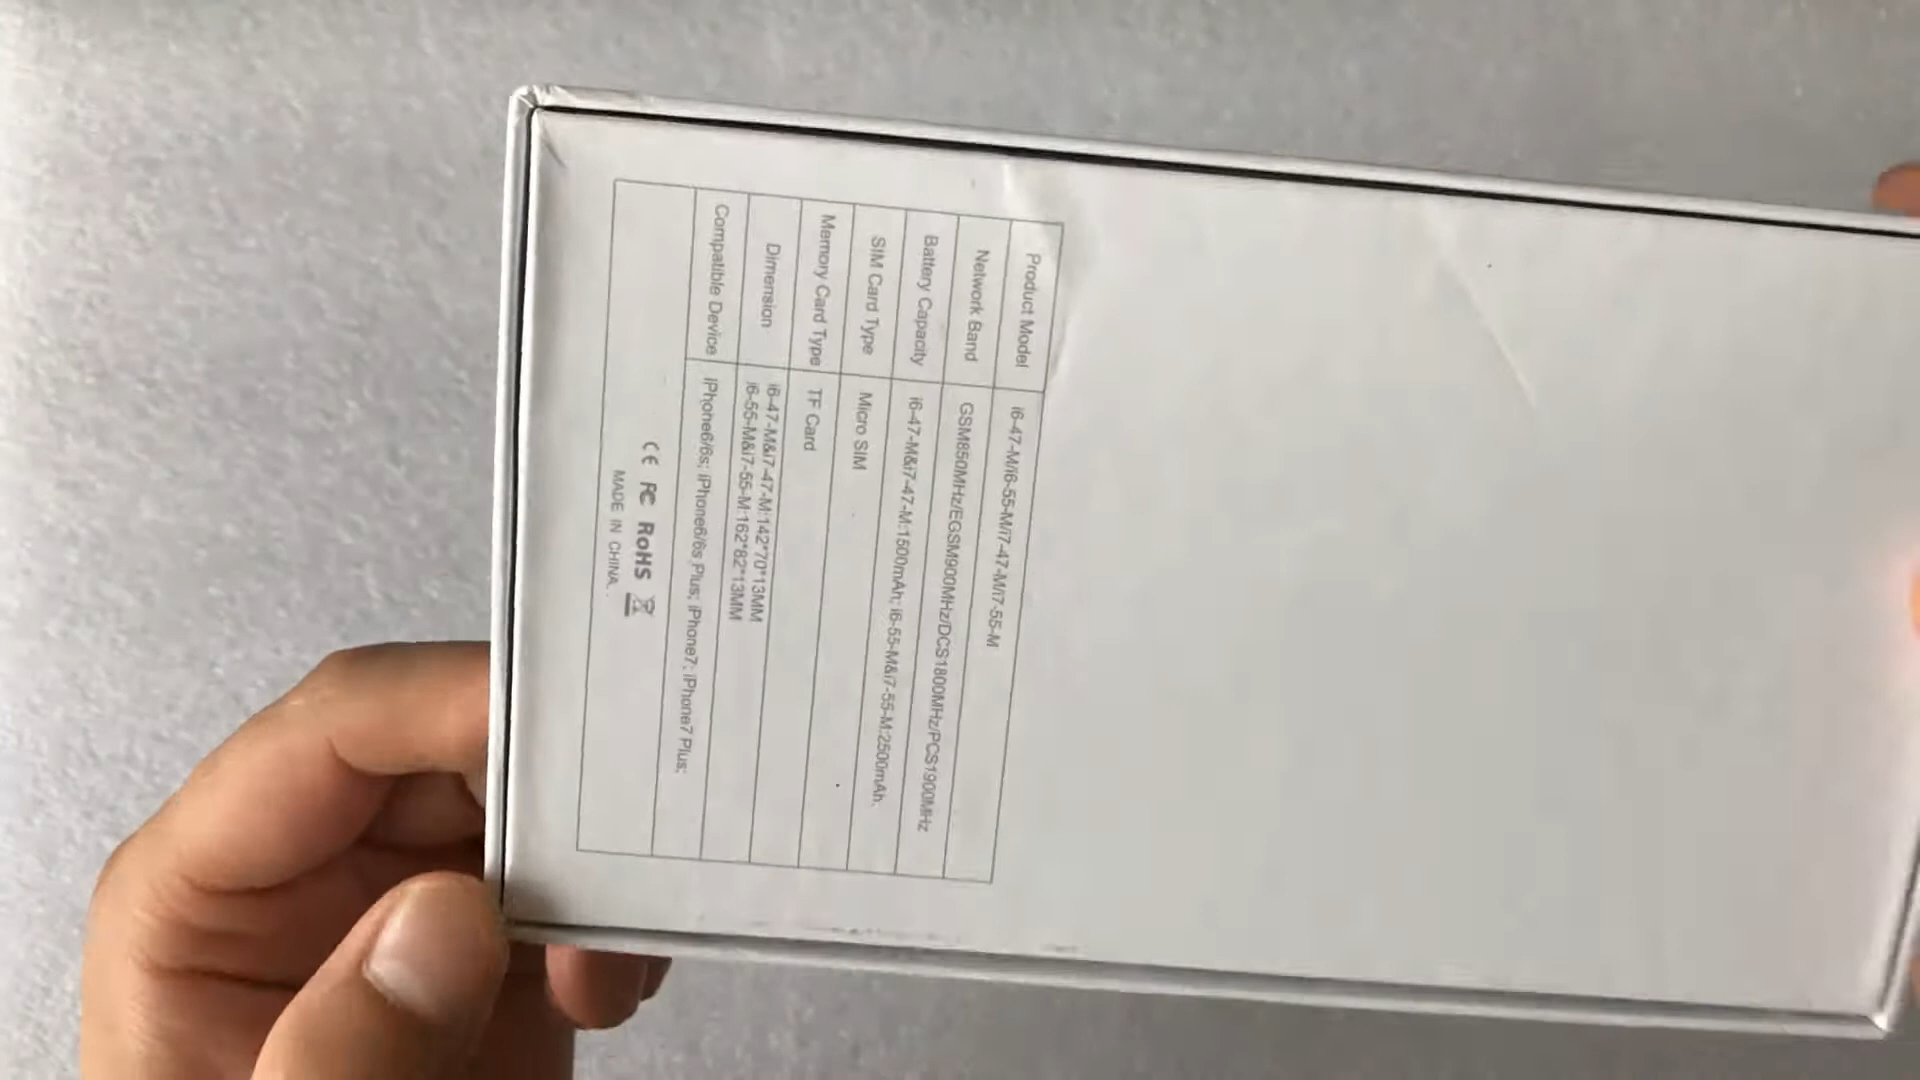 Product Model i6-47-M/i6-55-M/i7-47-M/i7-55-M
Network Band GSM850MHz/EGSM900MHz/DCS1800MHz/PCS1900MHz
Battery Capacity i6-47-M&i7-47-M:1500mAh; i6-55-M&i7-55-M:2500mAh.
SIM Card Type Micro SIM
Memory Card Type TF Card
Dimension i6-47-M&i7-47-M:142*70*13MM
i6-55-M&i7-55-M:162*82*13MM
Compatible Device iPhone6/6s; iPhone6/6s Plus; iPhone7; iPhone7 Plus;
CE FC RoHS
MADE IN CHINA.